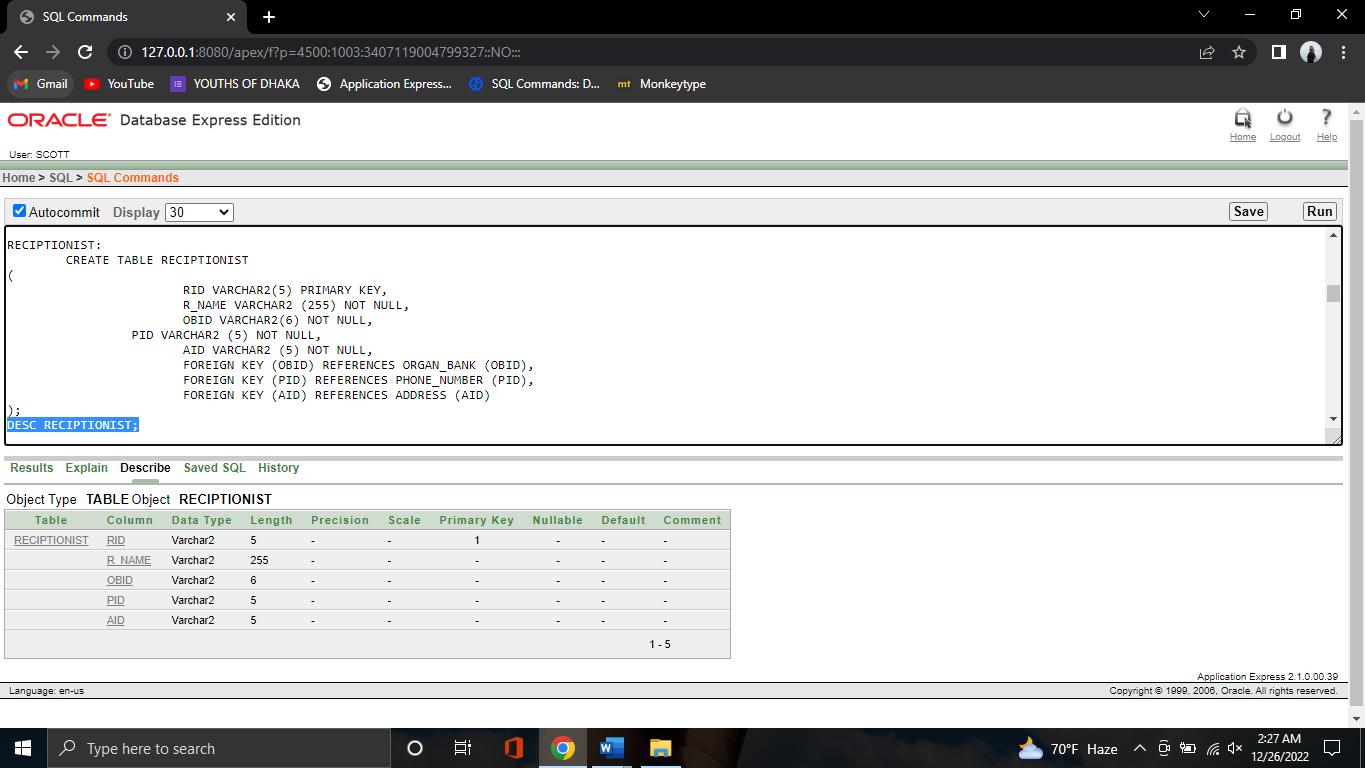 SQL Commands
127.0.0.1:8080/apex/f?p=4500:1003:3407119004799327::NO:::
Gmail YouTube YOUTHS OF DHAKA Application Express... SQL Commands: D... mt Monkeytype
ORACLE Database Express Edition
Home Logout Help
User: SCOTT
Home > SQL > SQL Commands
Autocommit Display 30 Save Run
RECIPTIONIST:
CREATE TABLE RECIPTIONIST
(
RID VARCHAR2(5) PRIMARY KEY,
R_NAME VARCHAR2 (255) NOT NULL,
OBID VARCHAR2(6) NOT NULL,
PID VARCHAR2 (5) NOT NULL,
AID VARCHAR2 (5) NOT NULL,
FOREIGN KEY (OBID) REFERENCES ORGAN_BANK (OBID),
FOREIGN KEY (PID) REFERENCES PHONE_NUMBER (PID),
FOREIGN KEY (AID) REFERENCES ADDRESS (AID)
);
DESC RECIPTIONIST;
Results Explain Describe Saved SQL History
Object Type TABLE Object RECIPTIONIST
Table Column Data Type Length Precision Scale Primary Key Nullable Default Comment
RECIPTIONIST RID Varchar2 5 - - 1 - - -
R_NAME Varchar2 255 - - - - - -
OBID Varchar2 6 - - - - - -
PID Varchar2 5 - - - - - -
AID Varchar2 5 - - - - - -
1 - 5
Application Express 2.1.0.00.39
Language: en-us Copyright © 1999, 2006, Oracle. All rights reserved.
Type here to search 70°F Haze 2:27 AM
12/26/2022